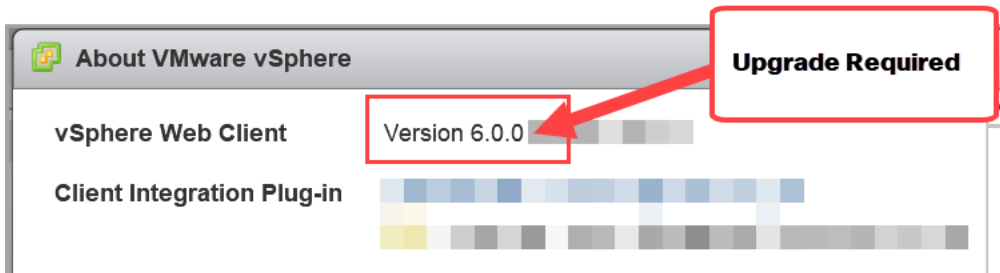 About VMware vSphere
Upgrade Required
vSphere Web Client Version 6.0.0
Client Integration Plug-in